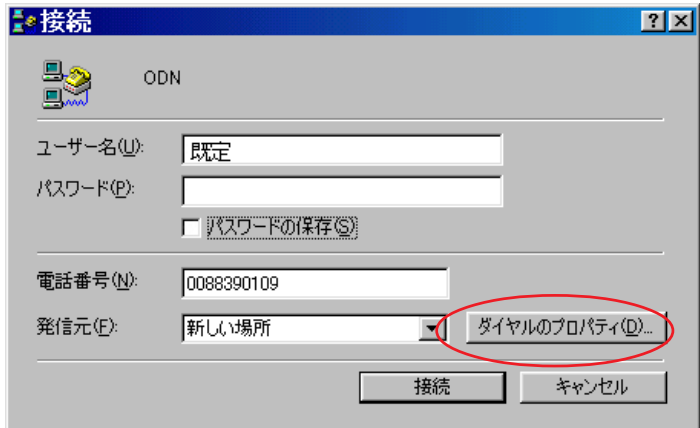 接続
ODN
ユーザー名(U):
既定
パスワード(P):
パスワードの保存(S)
電話番号(N):
0088390109
発信元(F):
新しい場所
ダイヤルのプロパティ(D)...
接続
キャンセル